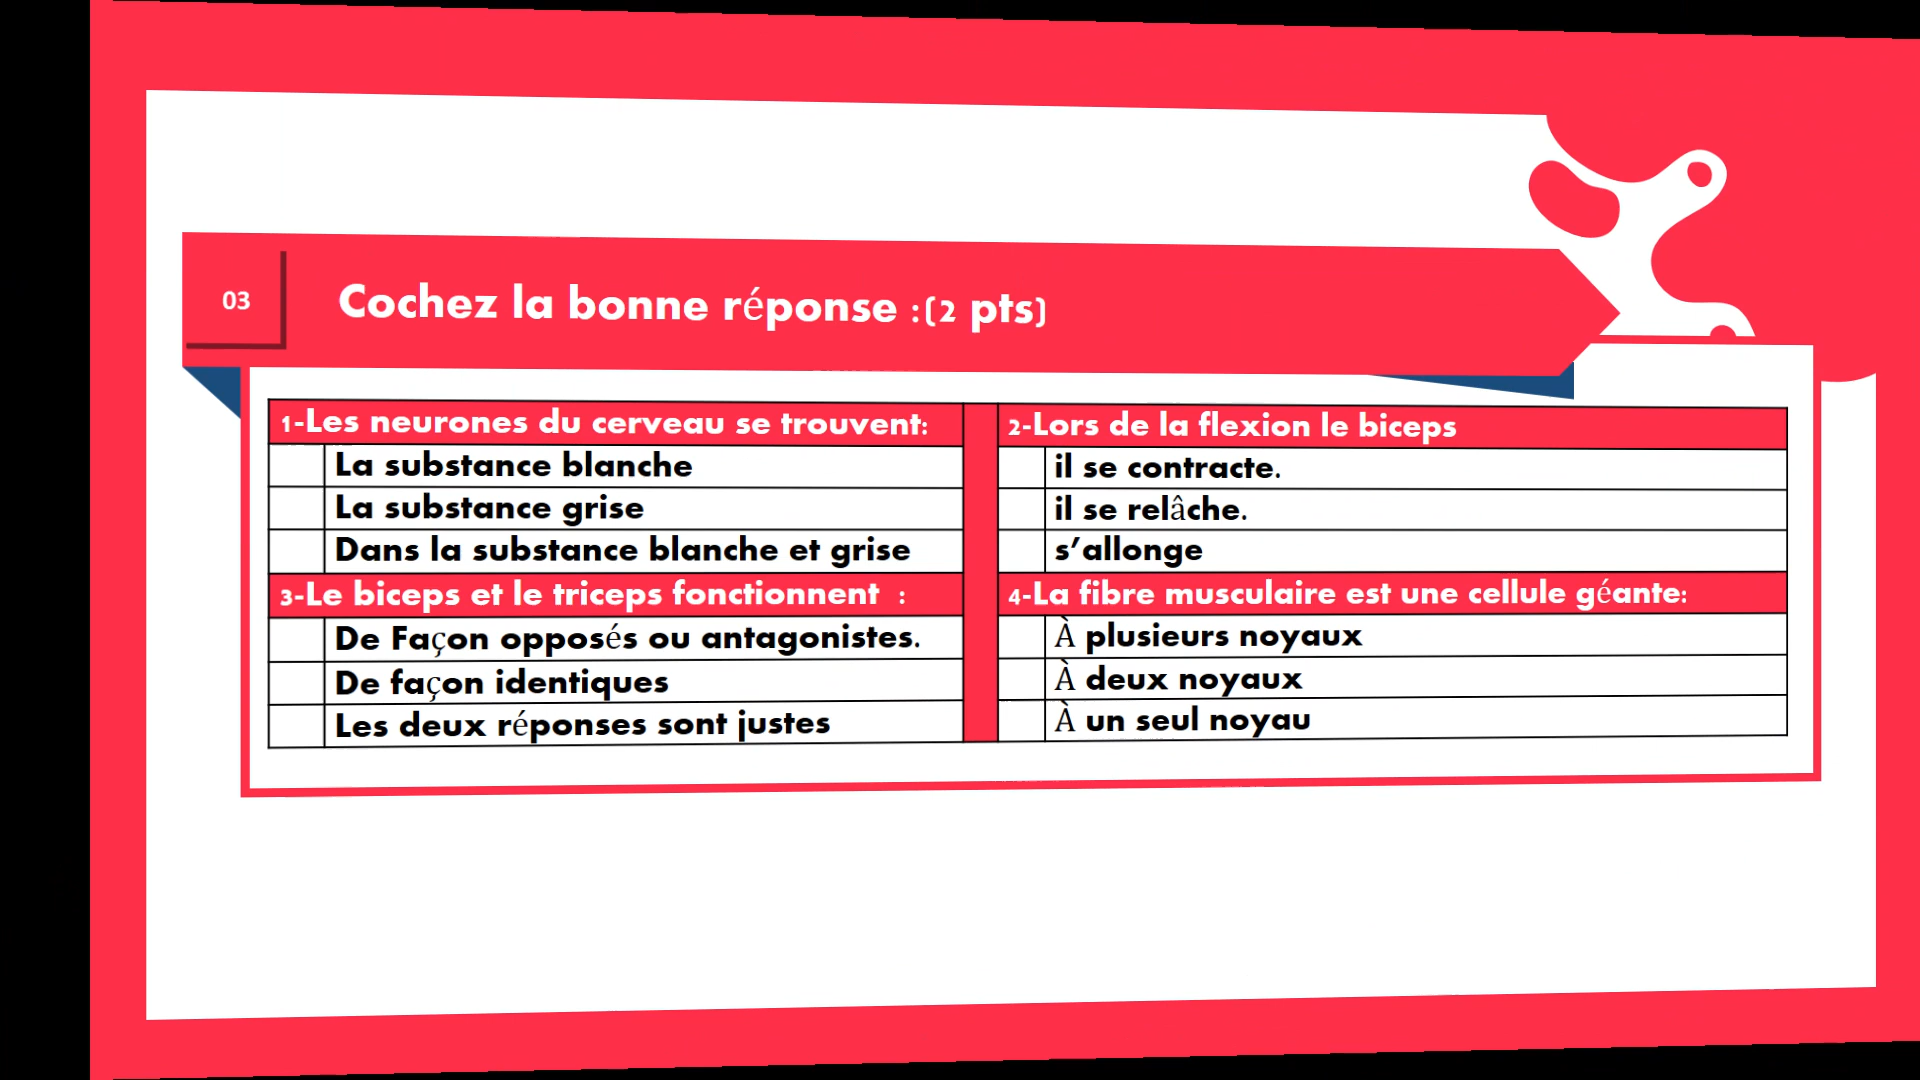 03
Cochez la bonne réponse :(2 pts)
1-Les neurones du cerveau se trouvent:
La substance blanche
La substance grise
Dans la substance blanche et grise
2-Lors de la flexion le biceps
il se contracte.
il se relâche.
s’allonge
3-Le biceps et le triceps fonctionnent :
De Façon opposés ou antagonistes.
De façon identiques
Les deux réponses sont justes
4-La fibre musculaire est une cellule géante:
À plusieurs noyaux
À deux noyaux
À un seul noyau